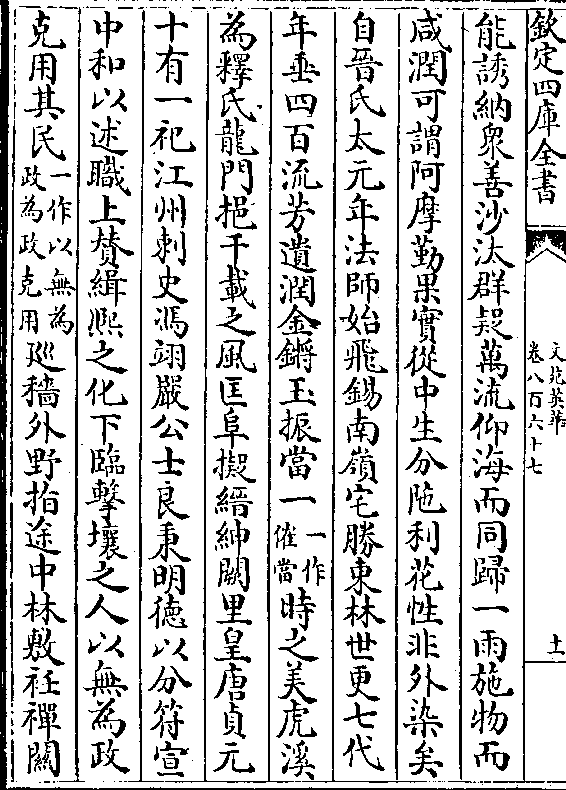 欽定四庫全書
文苑英華
卷八百六十七
十一
能誘納衆善沙汰群疑萬流仰海而同歸一雨施物而
咸潤可謂阿摩勒果實從中生分陁利花性非外染矣
自晉氏太元年法師始飛錫南嶺宅勝東林世更七代
年垂四百流芳遺潤金鏘玉振當一一作催當時之美虎溪
為釋氏龍門挹千載之風匡阜擬縉紳闕里皇唐貞元
十有一祀江州刺史馮翊嚴公士良秉明德以分符宣
中和以述職上賛緝熈之化下臨擊壤之人以無為政
克用其民一作以無為政為政克用廵穡外野指途中林敷衽禪關